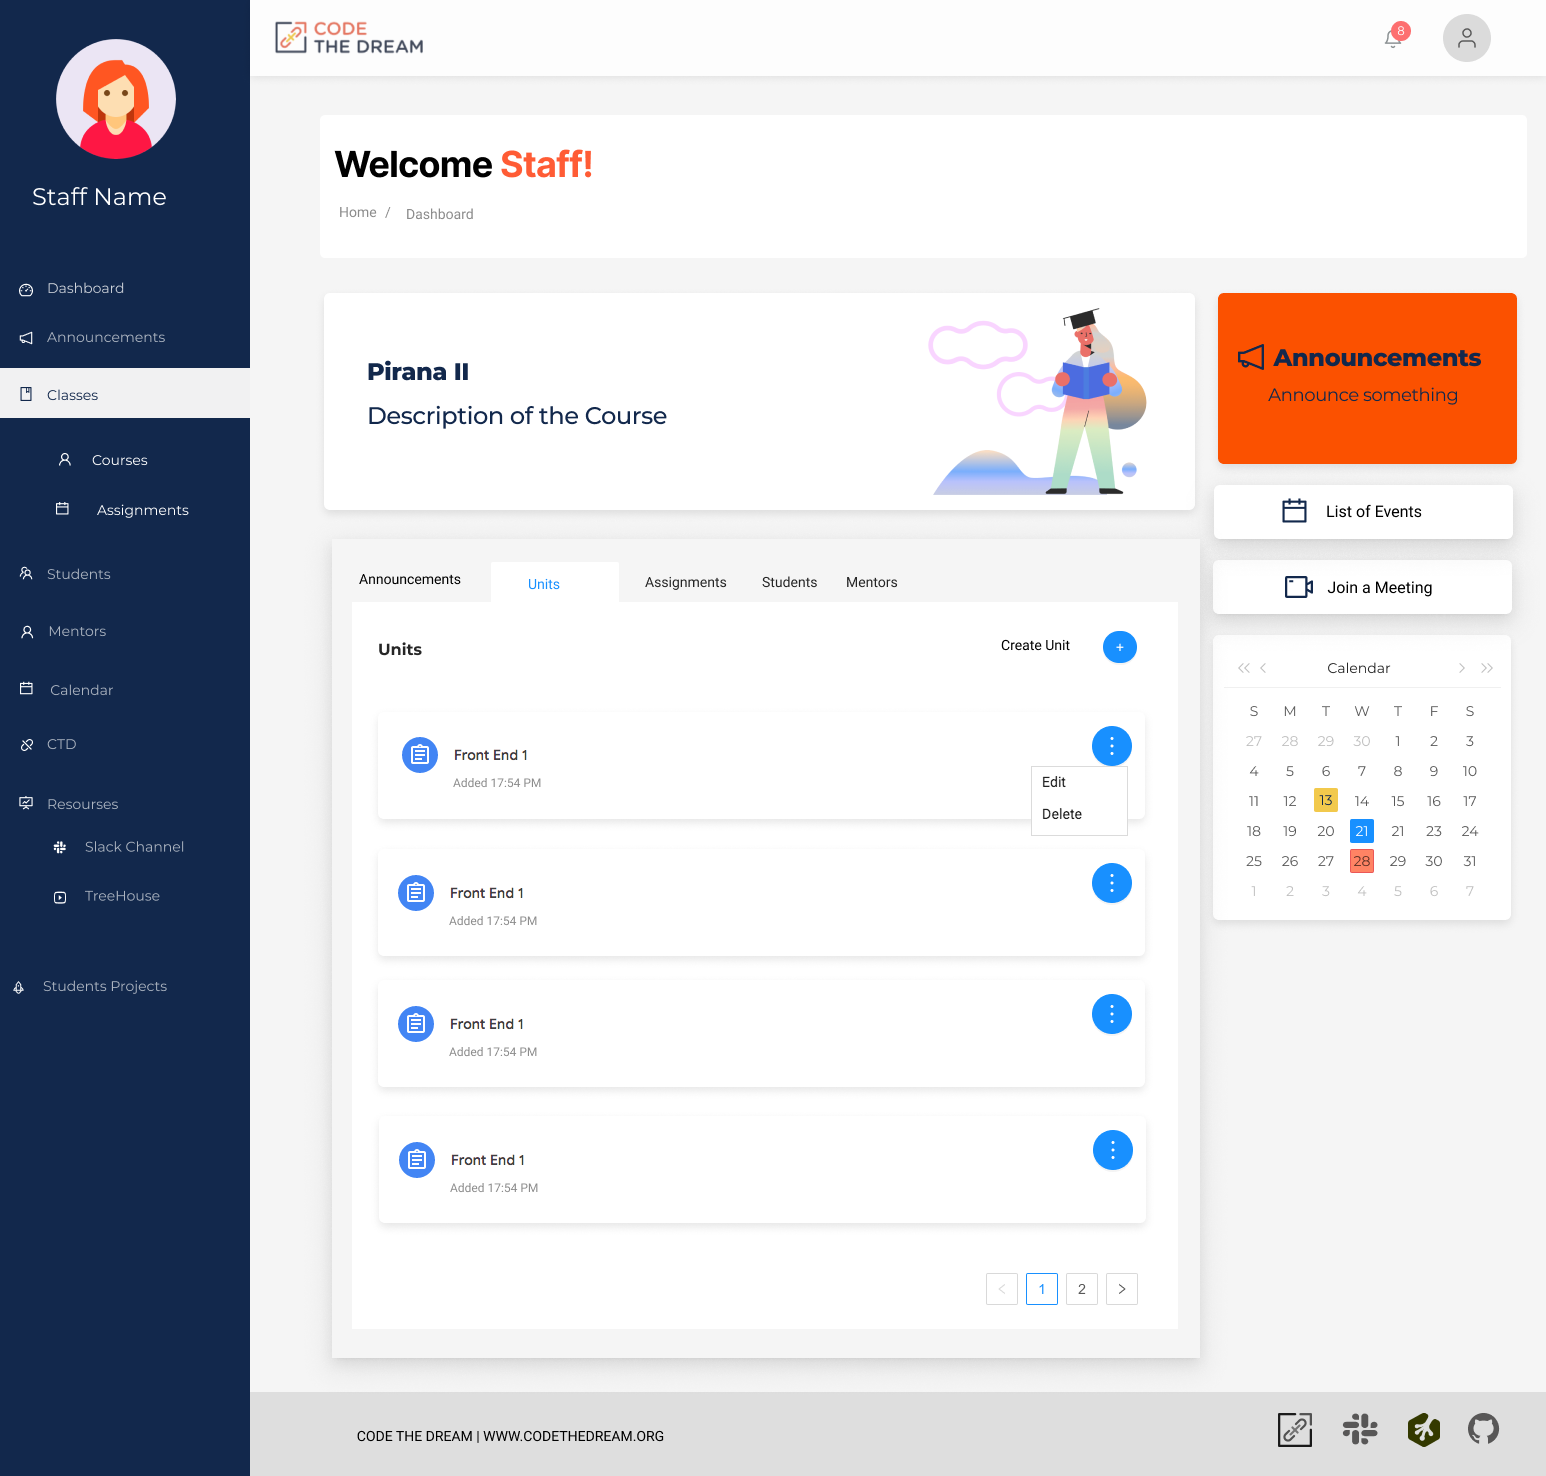 Staff Name
Dashboard
Announcements
Classes
Courses
Assignments
Students
Mentors
Calendar
CTD
Resourses
Slack Channel
TreeHouse
Students Projects
CODE
THE DREAM
8
Welcome Staff!
Home / Dashboard
Pirana II
Description of the Course
Announcements
Announce something
List of Events
Join a Meeting
Announcements Units Assignments Students Mentors
Units
Create Unit +
Front End 1
Added 17:54 PM
Edit
Delete
Front End 1
Added 17:54 PM
Front End 1
Added 17:54 PM
Front End 1
Added 17:54 PM
< 1 2 >
Calendar
S M T W T F S
27 28 29 30 1 2 3
4 5 6 7 8 9 10
11 12 13 14 15 16 17
18 19 20 21 21 23 24
25 26 27 28 29 30 31
1 2 3 4 5 6 7
CODE THE DREAM | WWW.CODETHEDREAM.ORG